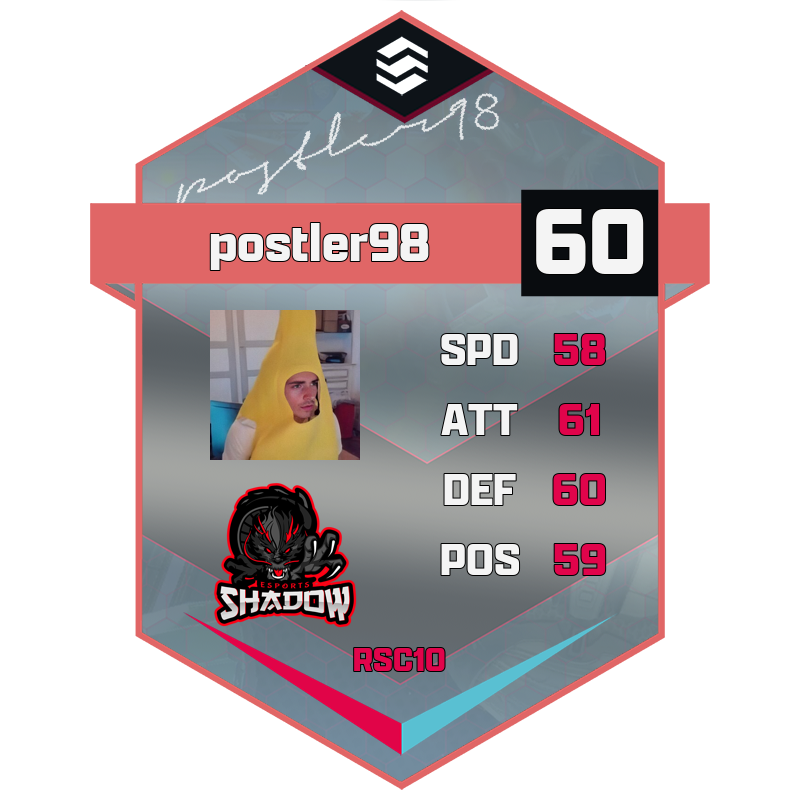 postler98
postler98 60
SPD 58
ATT 61
DEF 60
POS 59
ESPORTS
SHADOW
RSC10